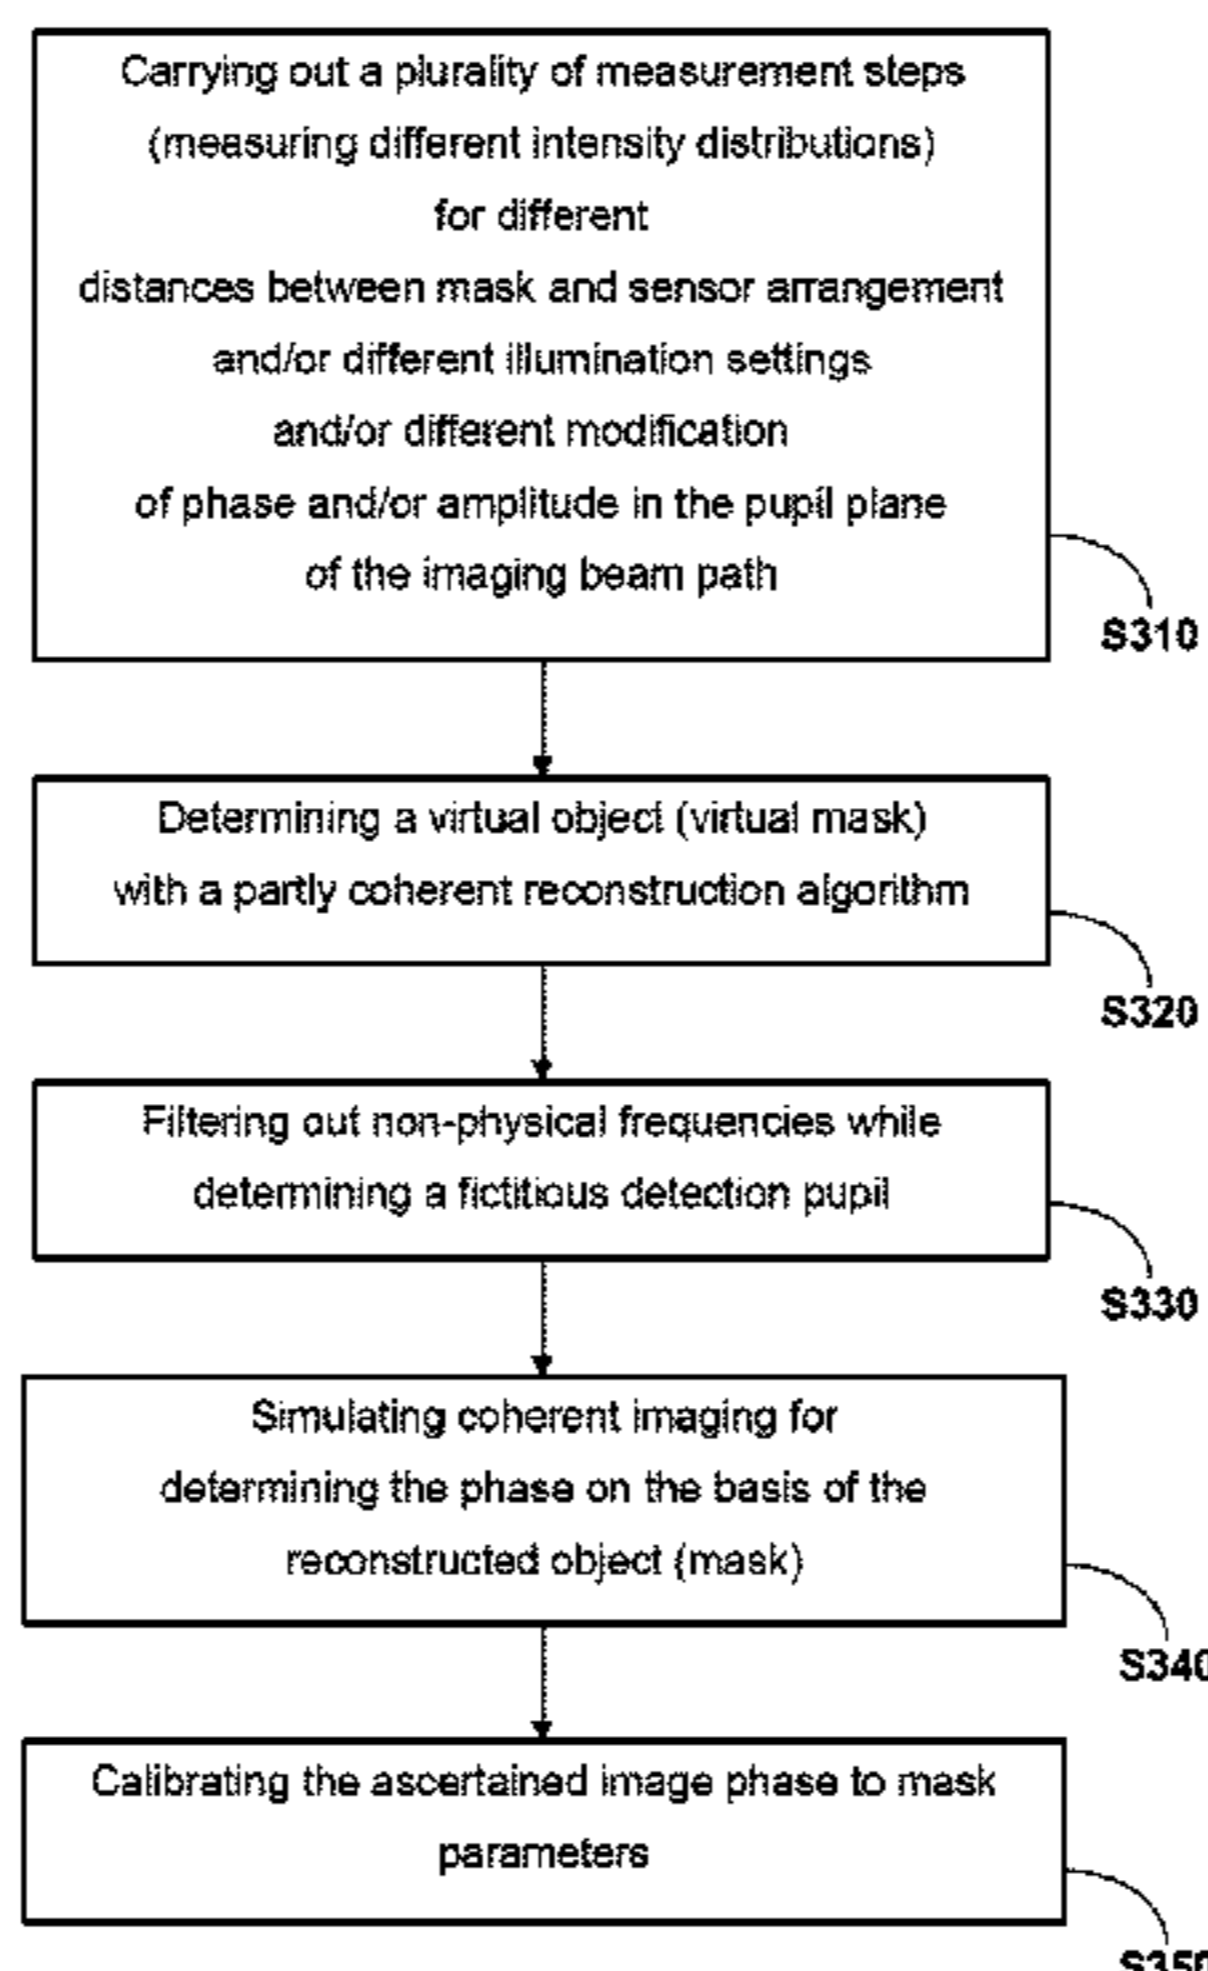 Carrying out a plurality of measurement steps
(measuring different intensity distributions)
for different
distances between mask and sensor arrangement
and/or different illumination settings
and/or different modification
of phase and/or amplitude in the pupil plane
of the imaging beam path
S310
Determining a virtual object (virtual mask)
with a partly coherent reconstruction algorithm
S320
Filtering out non-physical frequencies while
determining a fictitious detection pupil
S330
Simulating coherent imaging for
determining the phase on the basis of the
reconstructed object (mask)
S340
Calibrating the ascertained image phase to mask
parameters
S350